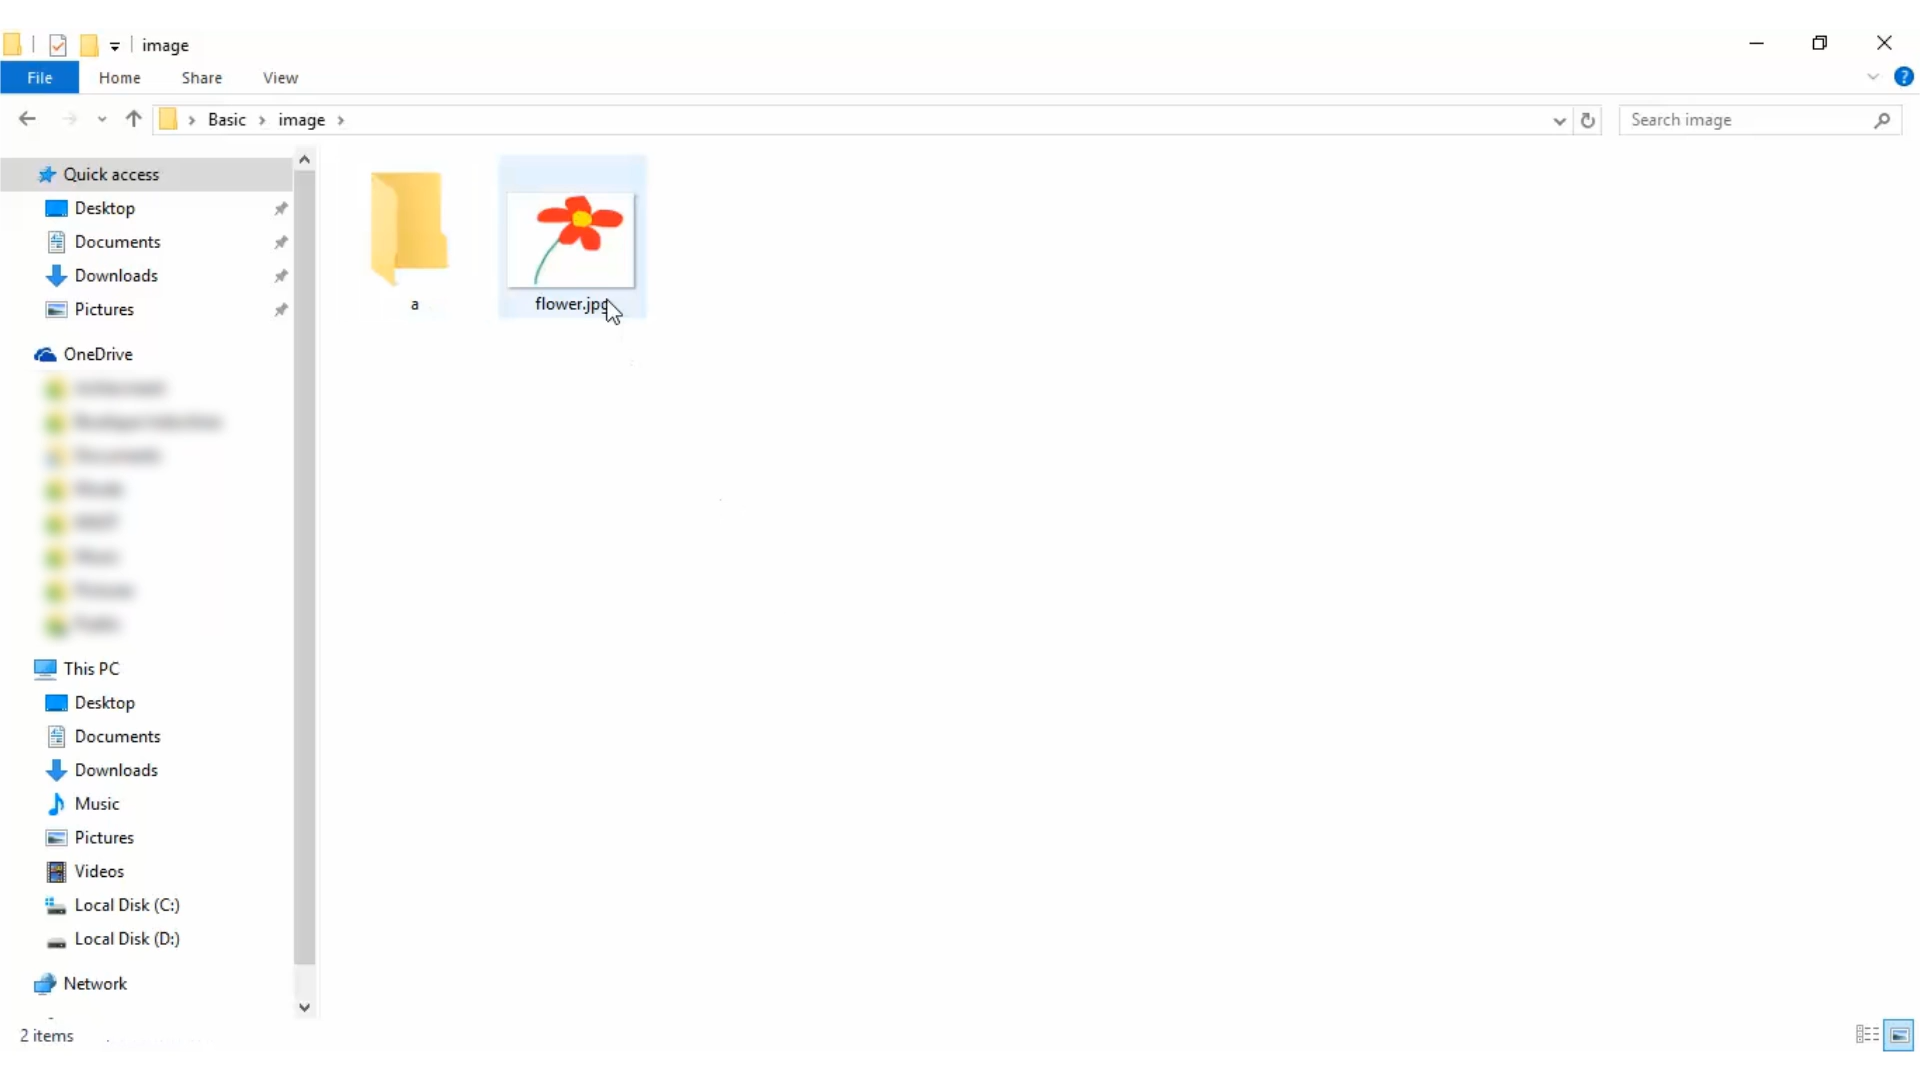 image
File Home Share View
Basic image
Search image
Quick access
Desktop
Documents
Downloads
Pictures
OneDrive
This PC
Desktop
Documents
Downloads
Music
Pictures
Videos
Local Disk (C:)
Local Disk (D:)
Network
a
flower.jpg
2 items